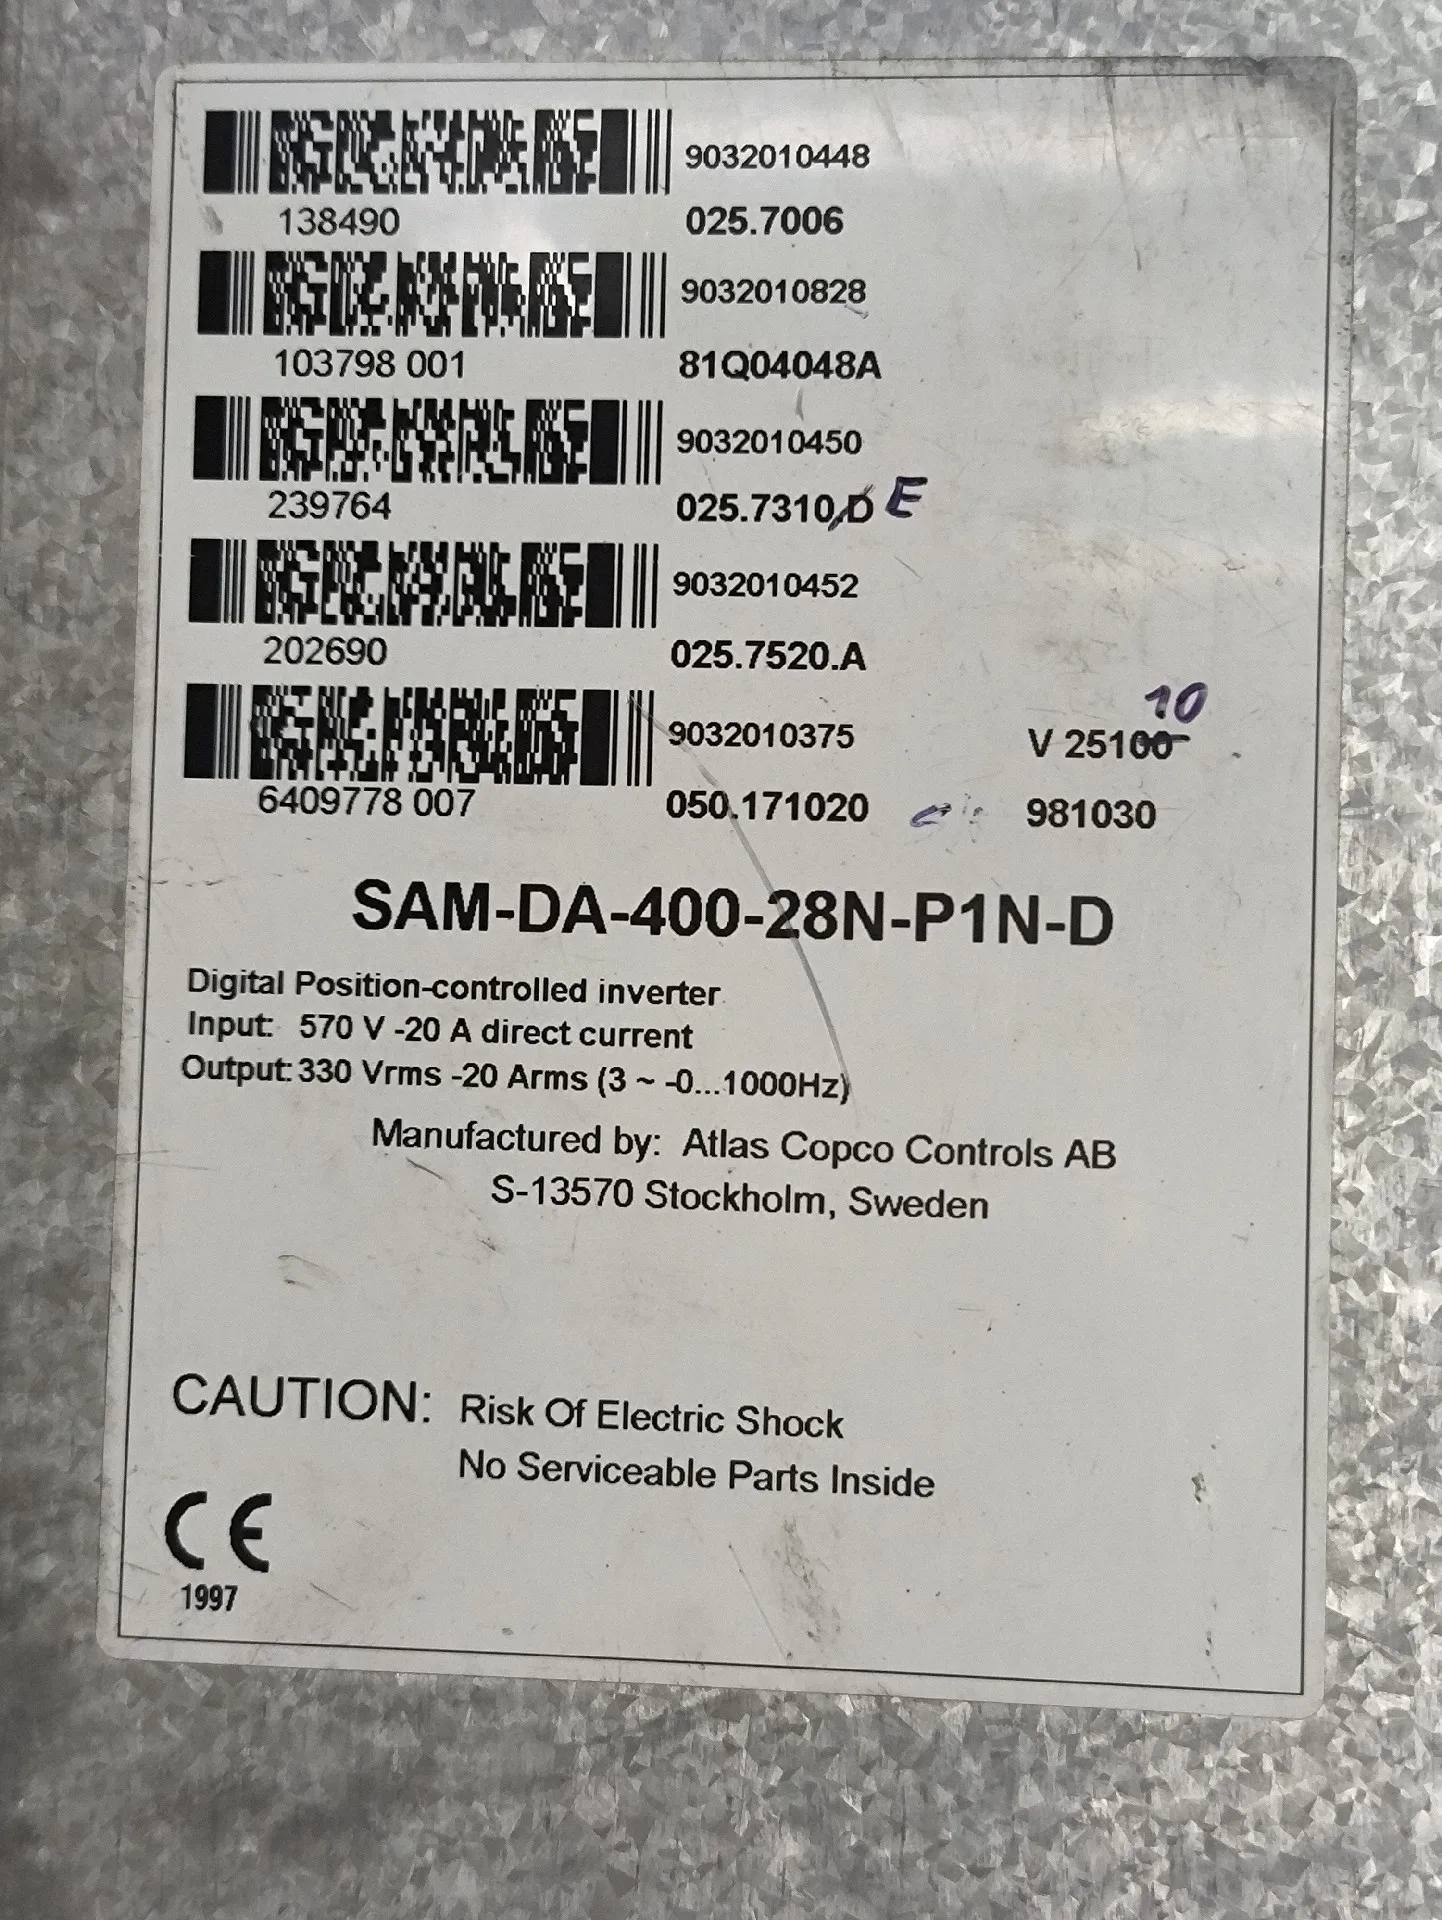 9032010448
138490 025.7006
9032010828
103798 001 81Q04048A
9032010450
239764 025.7310.D E
9032010452
202690 025.7520.A
10
9032010375 V 25100
6409778 007 050.171020 981030
SAM-DA-400-28N-P1N-D
Digital Position-controlled inverter
Input: 570 V -20 A direct current
Output: 330 Vrms -20 Arms (3 ~ -0...1000Hz)
Manufactured by: Atlas Copco Controls AB
S-13570 Stockholm, Sweden
CAUTION: Risk Of Electric Shock
No Serviceable Parts Inside
CE
1997